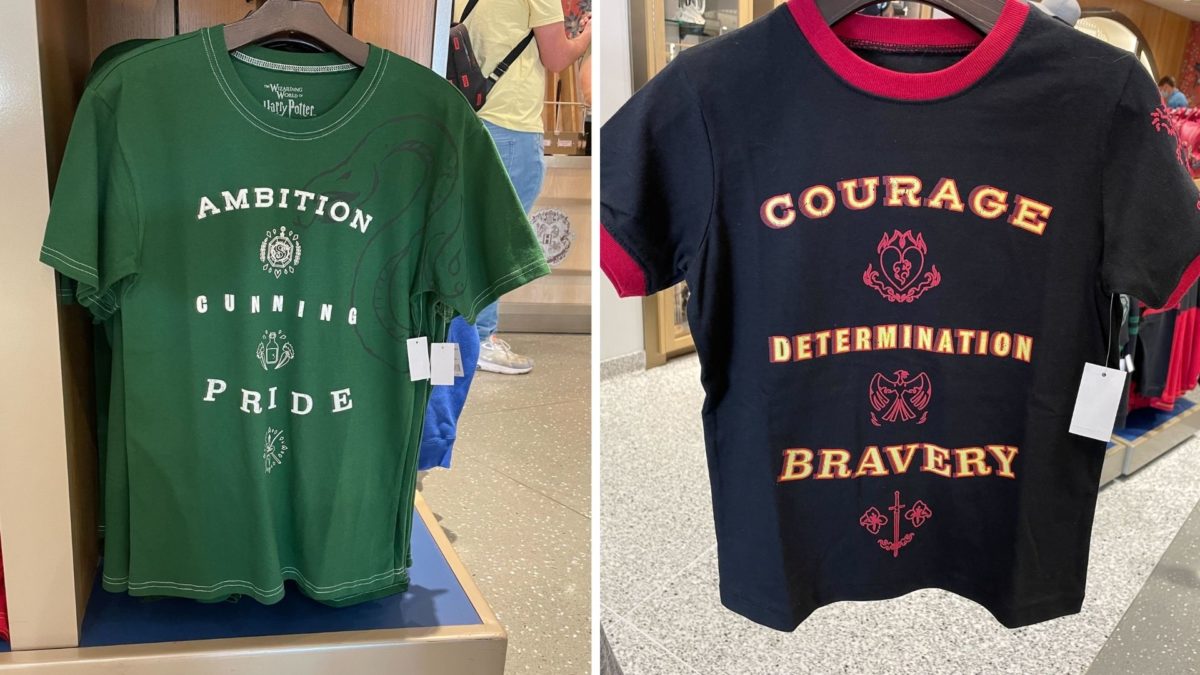 THE
WIZARDING
WORLD OF
Harry Potter
AMBITION
CUNNING
PRIDE
COURAGE
DETERMINATION
BRAVERY